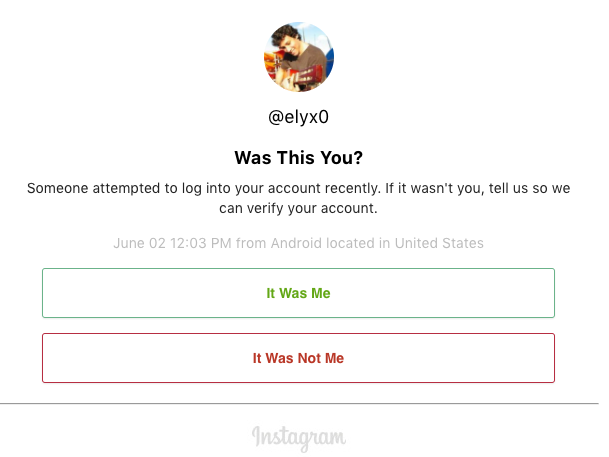 @elyx0
Was This You?
Someone attempted to log into your account recently. If it wasn't you, tell us so we
can verify your account.
June 02 12:03 PM from Android located in United States
It Was Me
It Was Not Me
Instagram